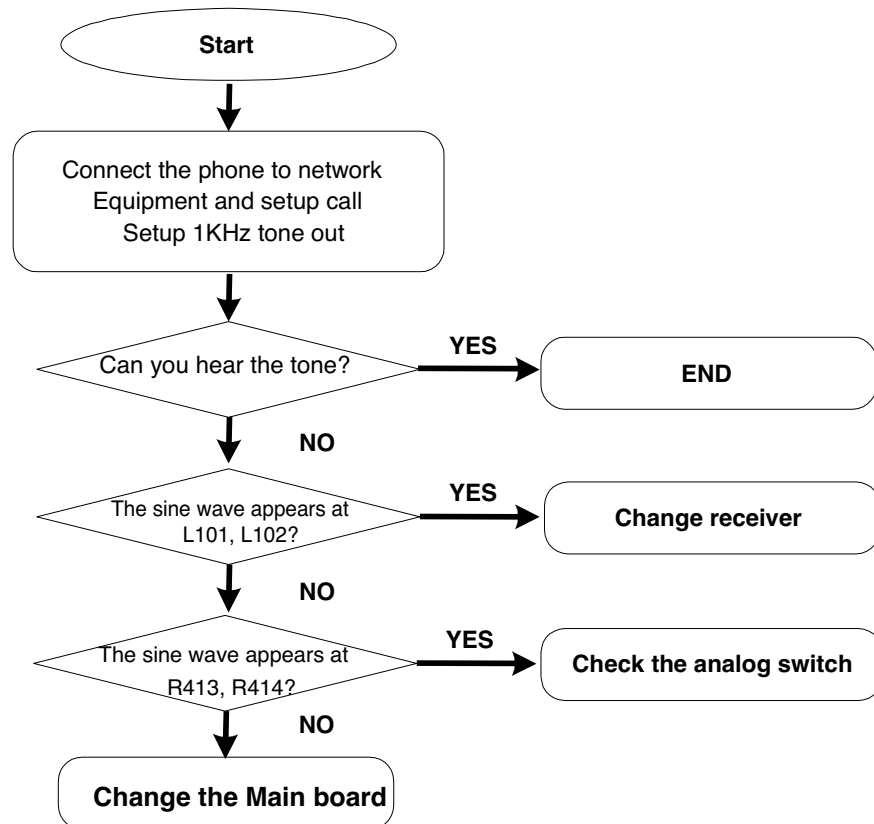 Start
Connect the phone to network
Equipment and setup call
Setup 1KHz tone out
Can you hear the tone?
YES
END
NO
The sine wave appears at
L101, L102?
YES
Change receiver
NO
The sine wave appears at
R413, R414?
YES
Check the analog switch
NO
Change the Main board